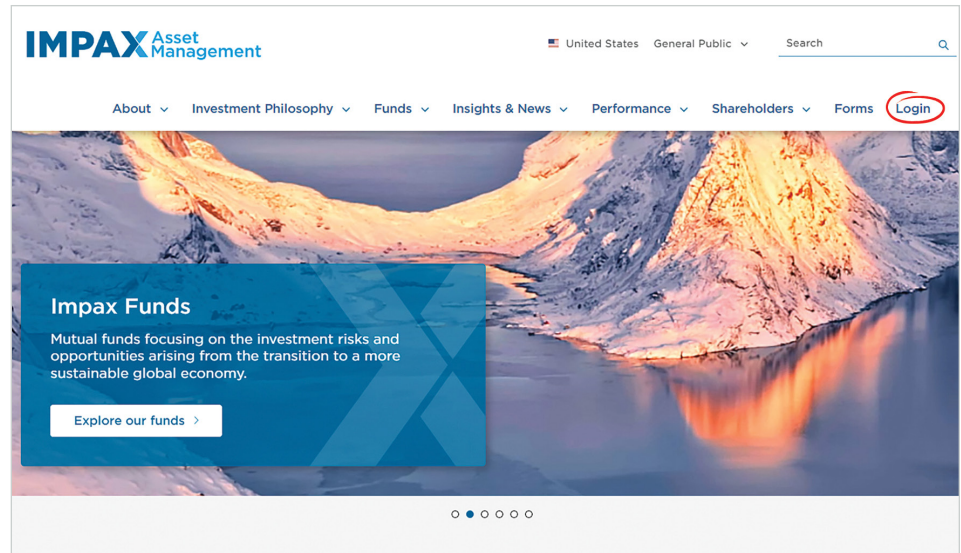 IMPAX Asset Management
United States General Public Search
About Investment Philosophy Funds Insights & News Performance Shareholders Forms Login
Impax Funds
Mutual funds focusing on the investment risks and
opportunities arising from the transition to a more
sustainable global economy.
Explore our funds